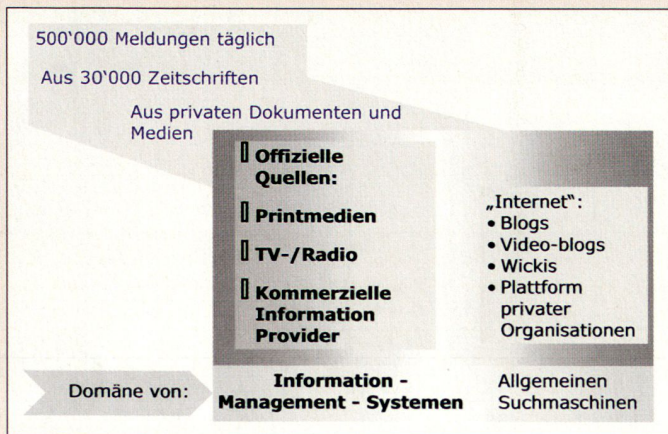 500'000 Meldungen täglich
Aus 30'000 Zeitschriften
Aus privaten Dokumenten und
Medien
Offizielle
Quellen:
Printmedien
TV-/Radio
Kommerzielle
Information
Provider
„Internet“:
• Blogs
• Video-blogs
• Wickis
• Plattform
privater
Organisationen
Domäne von:
Information -
Management - Systemen
Allgemeinen
Suchmaschinen